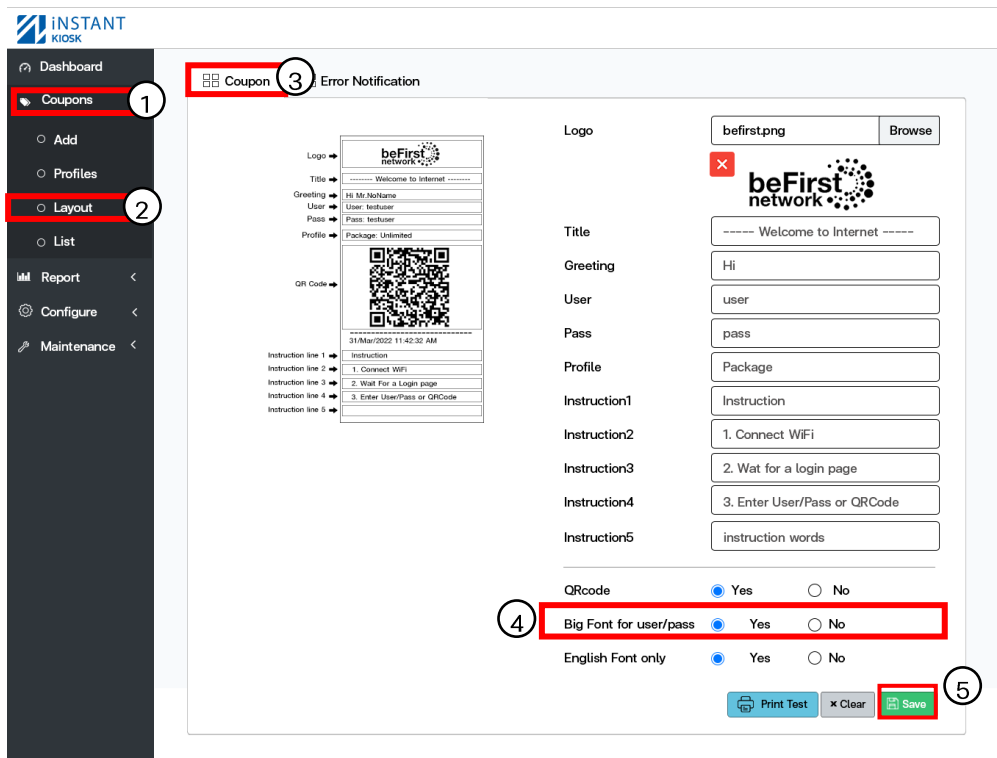 iNSTANT
KIOSK
Dashboard
Coupons
1
Add
Profiles
Layout
2
List
Report
Configure
Maintenance
Coupon
3
Error Notification
Logo
beFirst
network
Title
-------- Welcome to Internet -------
Greeting
Hi Mr.NoName
User
User: testuser
Pass
Pass: testuser
Profile
Package: Unlimited
QR Code
--------------------------------
31/Mar/2022 11:42:32 AM
Instruction line 1
Instruction
Instruction line 2
1. Connect WiFi
Instruction line 3
2. Wait For a Login page
Instruction line 4
3. Enter User/Pass or QRCode
Instruction line 5
Logo
befirst.png
Browse
beFirst
network
Title
----- Welcome to Internet -----
Greeting
Hi
User
user
Pass
pass
Profile
Package
Instruction1
Instruction
Instruction2
1. Connect WiFi
Instruction3
2. Wat for a login page
Instruction4
3. Enter User/Pass or QRCode
Instruction5
instruction words
QRcode
Yes
No
4
Big Font for user/pass
Yes
No
English Font only
Yes
No
Print Test
× Clear
Save
5